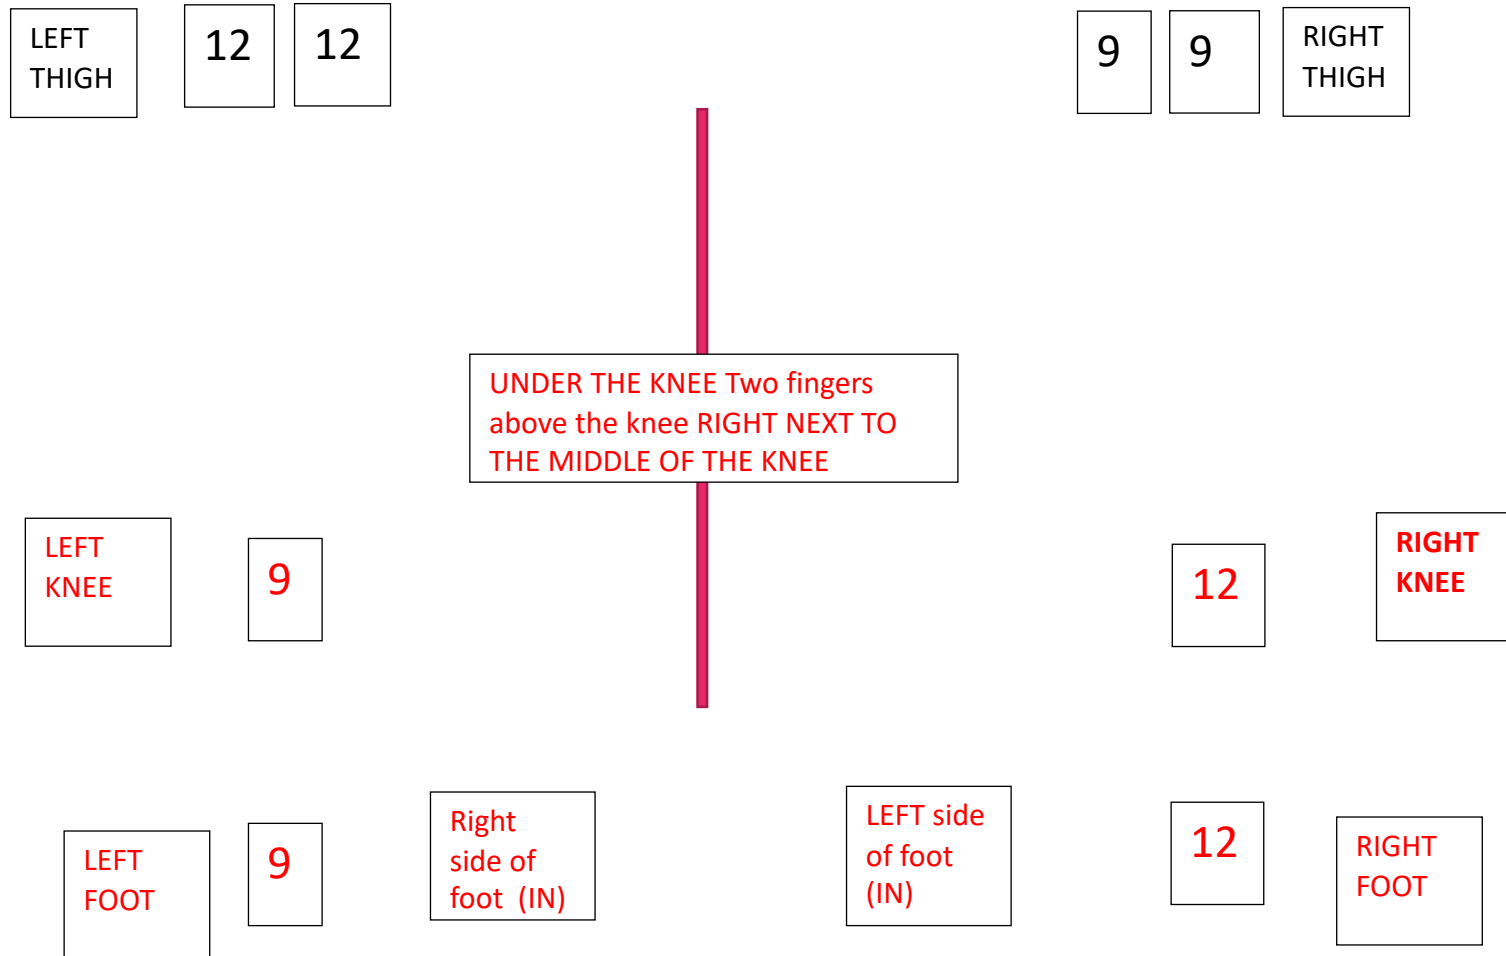 LEFT
THIGH
12
12
9
9
RIGHT
THIGH
UNDER THE KNEE Two fingers
above the knee RIGHT NEXT TO
THE MIDDLE OF THE KNEE
LEFT
KNEE
9
12
RIGHT
KNEE
LEFT
FOOT
9
Right
side of
foot (IN)
LEFT side
of foot
(IN)
12
RIGHT
FOOT